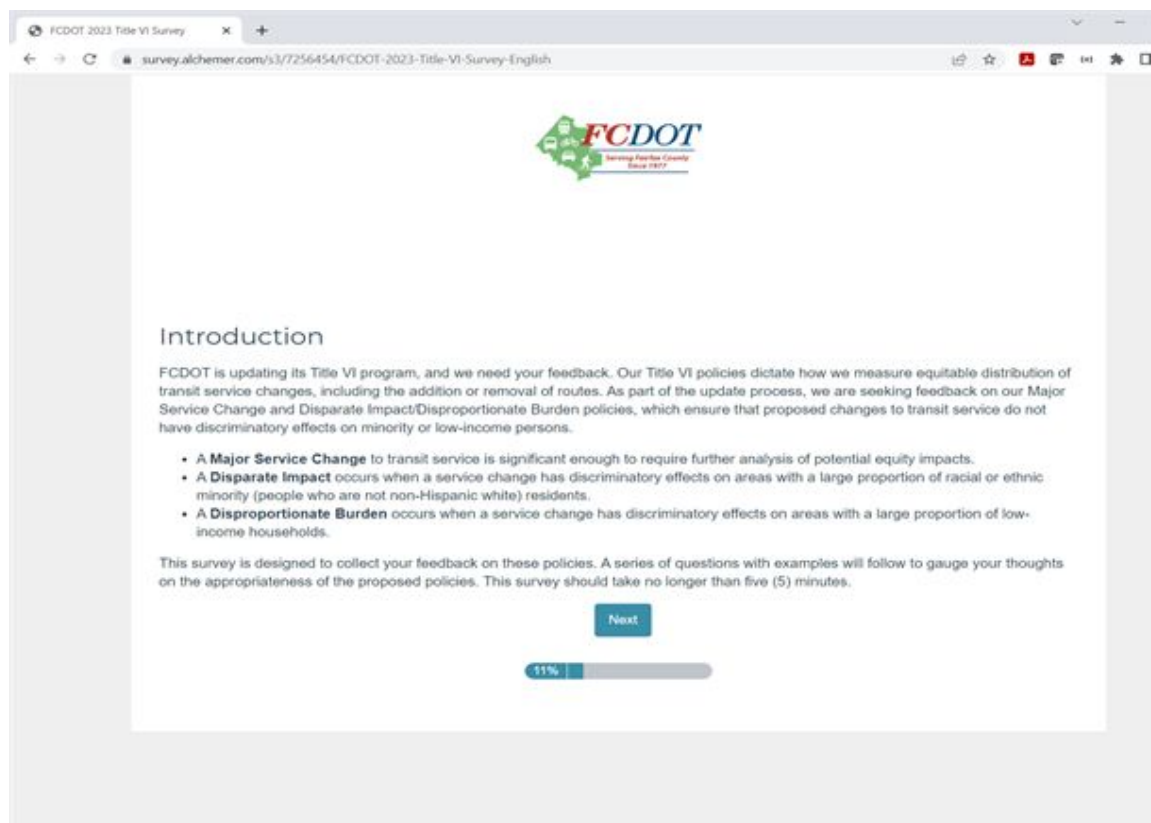 FCDOT 2023 Title VI Survey
survey.alchemer.com/s3/7256454/FCDOT-2023-Title-VI-Survey-English
FCDOT
Serving Fairfax County
Since 1977
Introduction
FCDOT is updating its Title VI program, and we need your feedback. Our Title VI policies dictate how we measure equitable distribution of
transit service changes, including the addition or removal of routes. As part of the update process, we are seeking feedback on our Major
Service Change and Disparate Impact/Disproportionate Burden policies, which ensure that proposed changes to transit service do not
have discriminatory effects on minority or low-income persons.
• A Major Service Change to transit service is significant enough to require further analysis of potential equity impacts.
• A Disparate Impact occurs when a service change has discriminatory effects on areas with a large proportion of racial or ethnic
minority (people who are not non-Hispanic white) residents.
• A Disproportionate Burden occurs when a service change has discriminatory effects on areas with a large proportion of low-
income households.
This survey is designed to collect your feedback on these policies. A series of questions with examples will follow to gauge your thoughts
on the appropriateness of the proposed policies. This survey should take no longer than five (5) minutes.
Next
11%